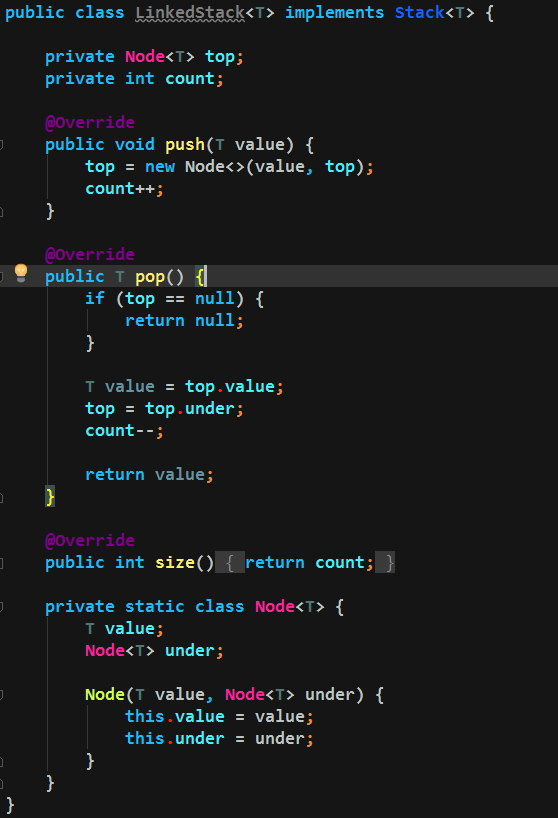 public class LinkedStack<T> implements Stack<T> {
private Node<T> top;
private int count;
@Override
public void push(T value) {
top = new Node<>(value, top);
count++;
}
@Override
public T pop() {
if (top == null) {
return null;
}
T value = top.value;
top = top.under;
count--;
return value;
}
@Override
public int size() { return count; }
private static class Node<T> {
T value;
Node<T> under;
Node(T value, Node<T> under) {
this.value = value;
this.under = under;
}
}
}